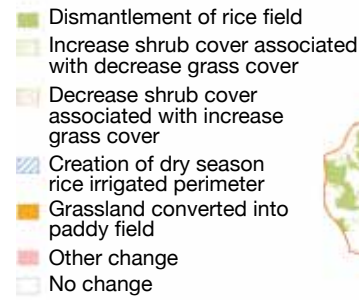 Dismantlement of rice field
Increase shrub cover associated
with decrease grass cover
Decrease shrub cover
associated with increase
grass cover
Creation of dry season
rice irrigated perimeter
Grassland converted into
paddy field
Other change
No change